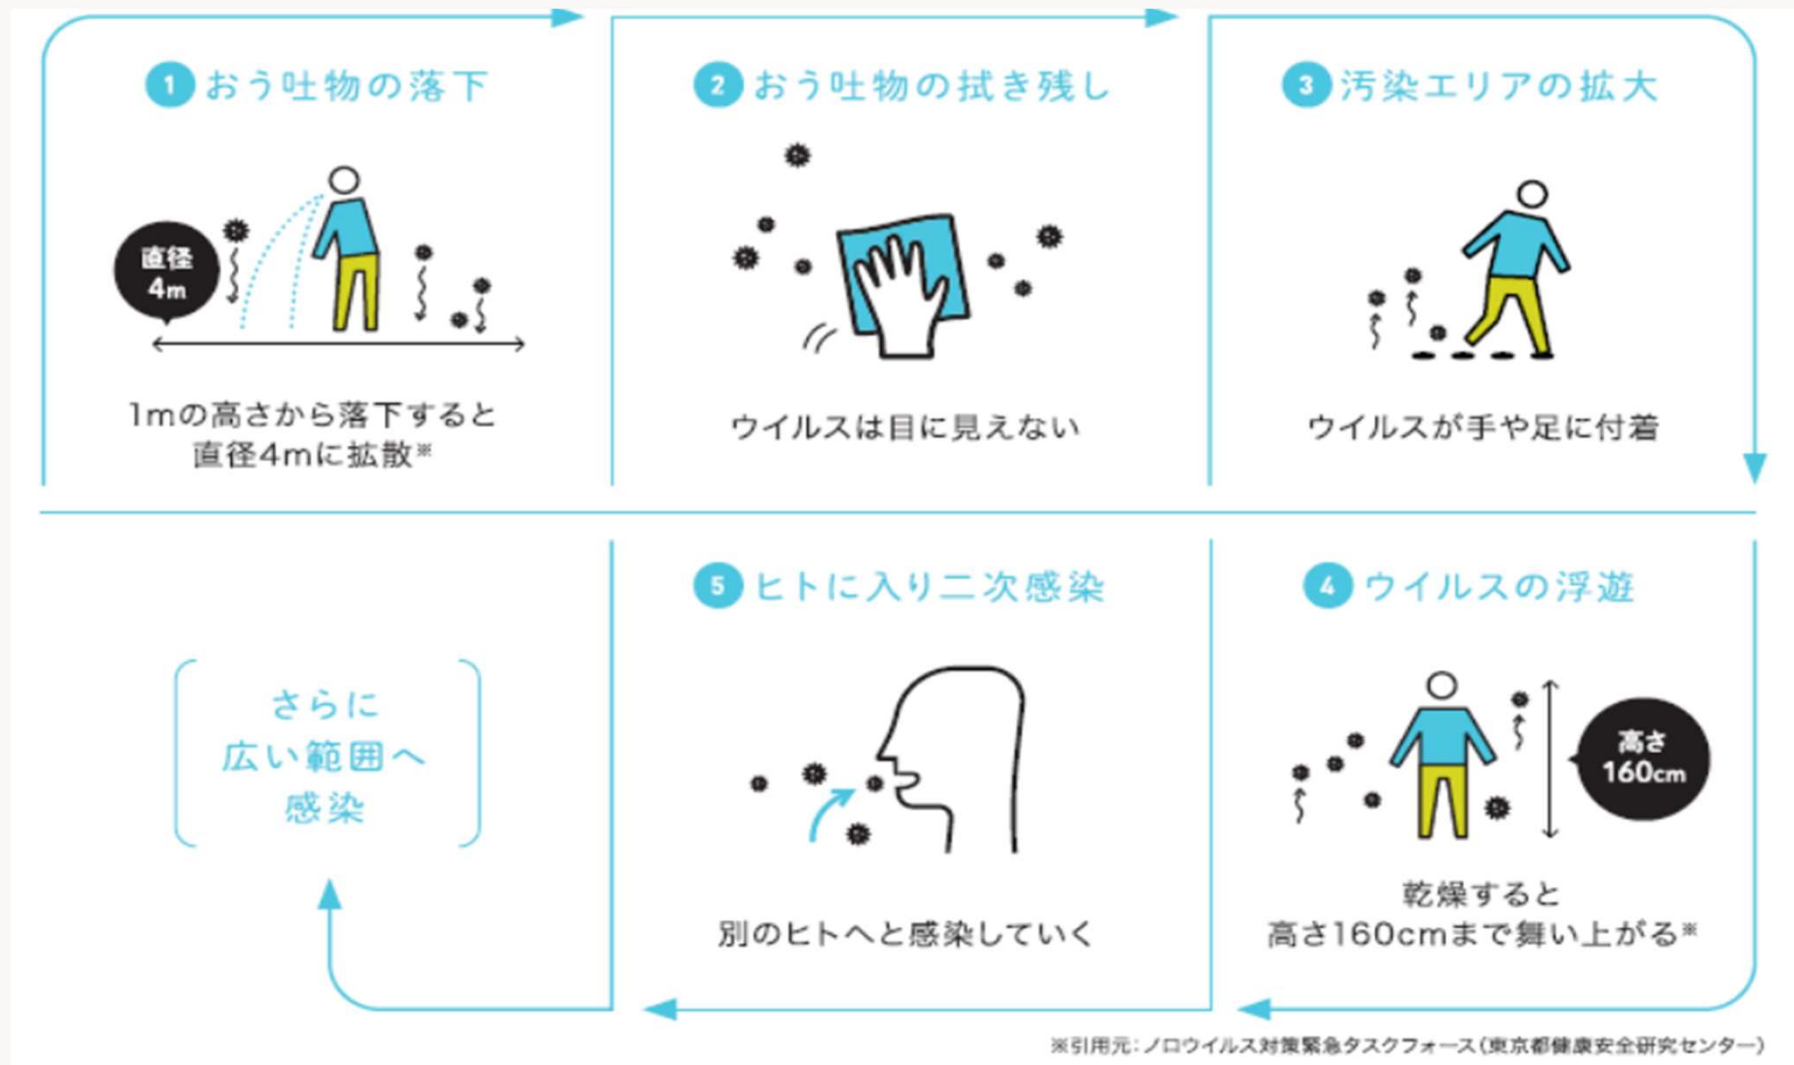 1 おう吐物の落下
直径
4m
1mの高さから落下すると
直径4mに拡散※
2 おう吐物の拭き残し
ウイルスは目に見えない
3 汚染エリアの拡大
ウイルスが手や足に付着
4 ウイルスの浮遊
高さ
160cm
乾燥すると
高さ160cmまで舞い上がる※
5 ヒトに入り二次感染
別のヒトへと感染していく
さらに
広い範囲へ
感染
※引用元：ノロウイルス対策緊急タスクフォース（東京都健康安全研究センター）